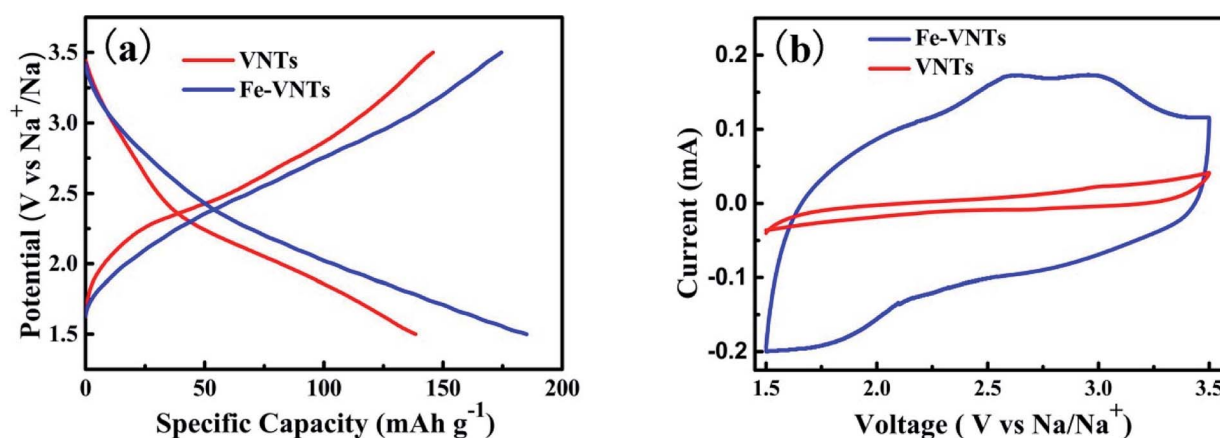 (a)
VNTs
Fe-VNTs
3.5
3.0
2.5
2.0
1.5
Potential (V vs Na⁺/Na)
0
50
100
150
200
Specific Capacity (mAh g⁻¹)
(b)
Fe-VNTs
VNTs
0.2
0.1
0.0
-0.1
-0.2
Current (mA)
1.5
2.0
2.5
3.0
3.5
Voltage ( V vs Na/Na⁺)